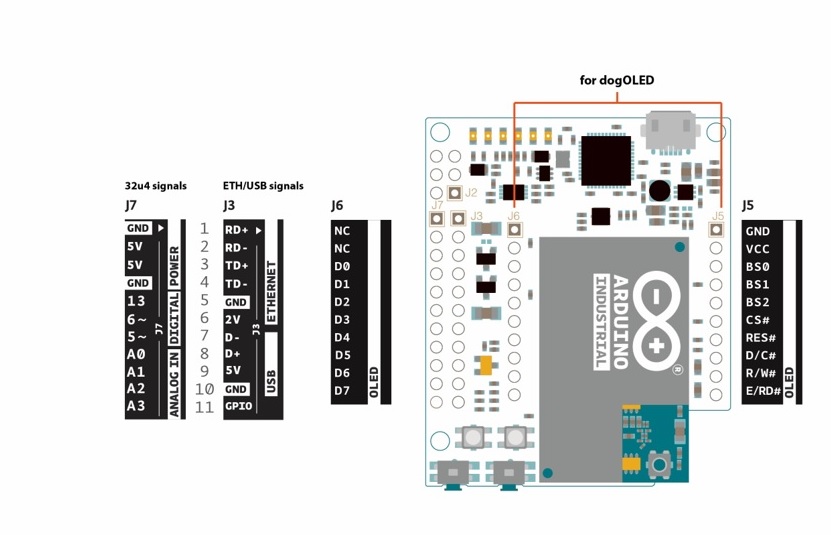 for dogOLED
32u4 signals
J7
GND
5V
5V
GND
13
6~
5~
A0
A1
A2
A3
POWER
DIGITAL
ANALOG IN
J7
1
2
3
4
5
6
7
8
9
10
11
ETH/USB signals
J3
RD+
RD-
TD+
TD-
GND
2V
D-
D+
5V
GND
GPIO
J3
ETHERNET
USB
J6
NC
NC
D0
D1
D2
D3
D4
D5
D6
D7
OLED
J2
J7
J3
J6
J5
ARDUINO
INDUSTRIAL
®
J5
GND
VCC
BS0
BS1
BS2
CS#
RES#
D/C#
R/W#
E/RD#
OLED